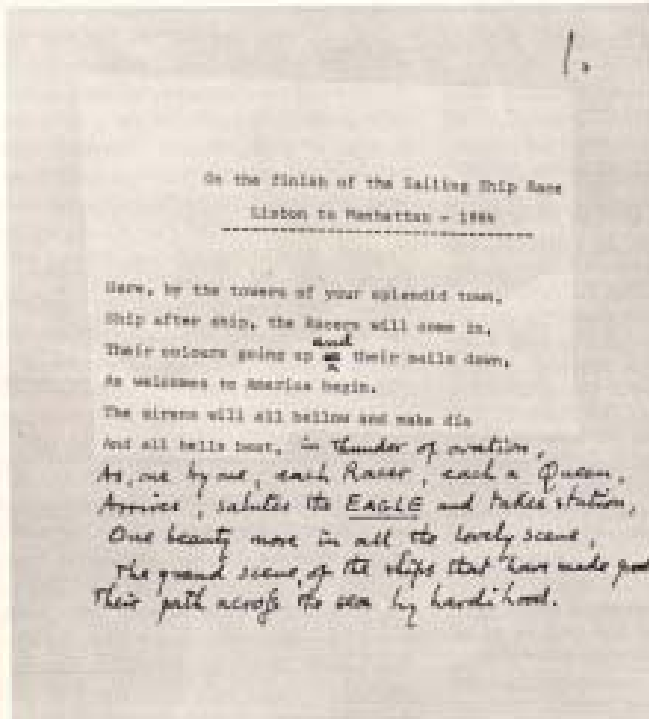 1.
On the finish of the Sailing Ship Race
Lisbon to Manhattan - 1964
Here, by the towers of your splendid town,
Ship after ship, the Racers will come in,
and
Their colours going up their sails down,
As welcomes to America begin.
The sirens will all bellow and make din
And all bells beat, in thunder of ovation,
As, one by one, each Racer, each a Queen,
Arrives, salutes the EAGLE and takes station,
One beauty more in all the lovely scene,
The grand scene, of the ships that have made good
Their path across the sea by hardihood.